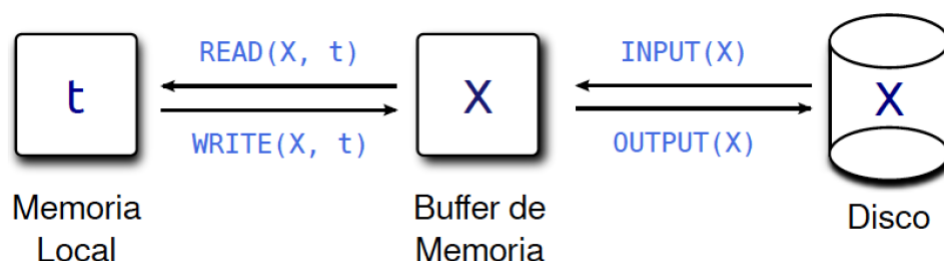 READ(X, t)
INPUT(X)
t
X
X
WRITE(X, t)
OUTPUT(X)
Memoria
Local
Buffer de
Memoria
Disco